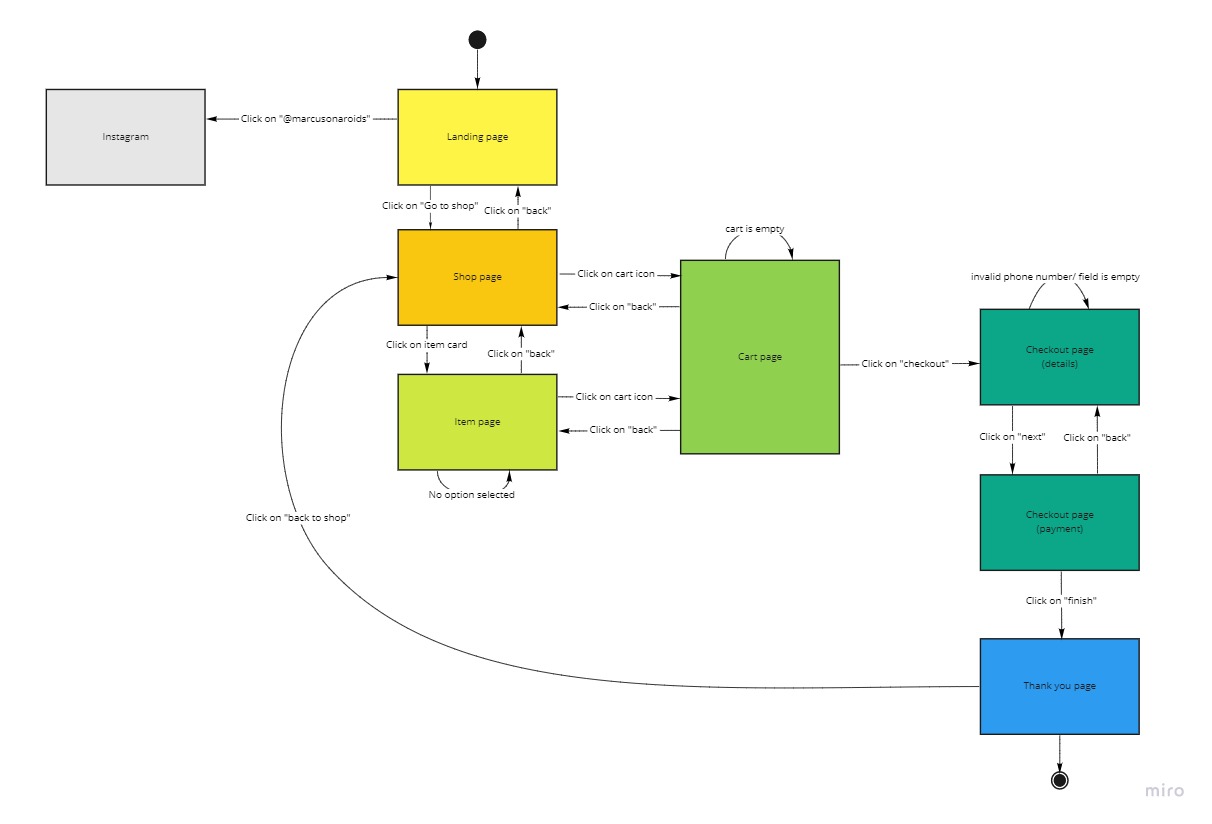 Instagram
Click on "@marcusonaroids"
Landing page
Click on "Go to shop"
Click on "back"
Shop page
Click on cart icon
Click on "back"
cart is empty
Click on item card
Click on "back"
Cart page
Item page
Click on cart icon
Click on "back"
No option selected
Click on "checkout"
invalid phone number/ field is empty
Checkout page
(details)
Click on "next"
Click on "back"
Checkout page
(payment)
Click on "back to shop"
Click on "finish"
Thank you page
miro